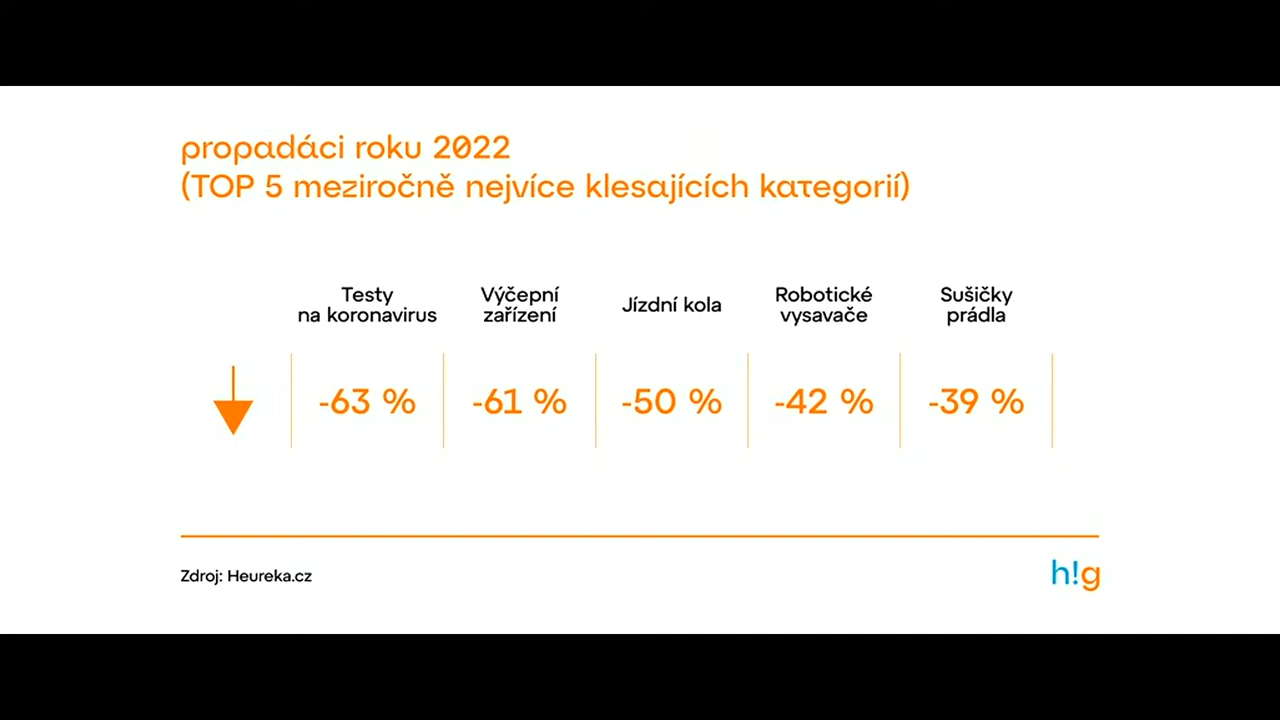 propadáci roku 2022
(TOP 5 meziročně nejvíce klesajících kategorií)
Testy
na koronavirus
Výčepní
zařízení
Jízdní kola
Robotické
vysavače
Sušičky
prádla
-63 %
-61 %
-50 %
-42 %
-39 %
Zdroj: Heureka.cz
h!g